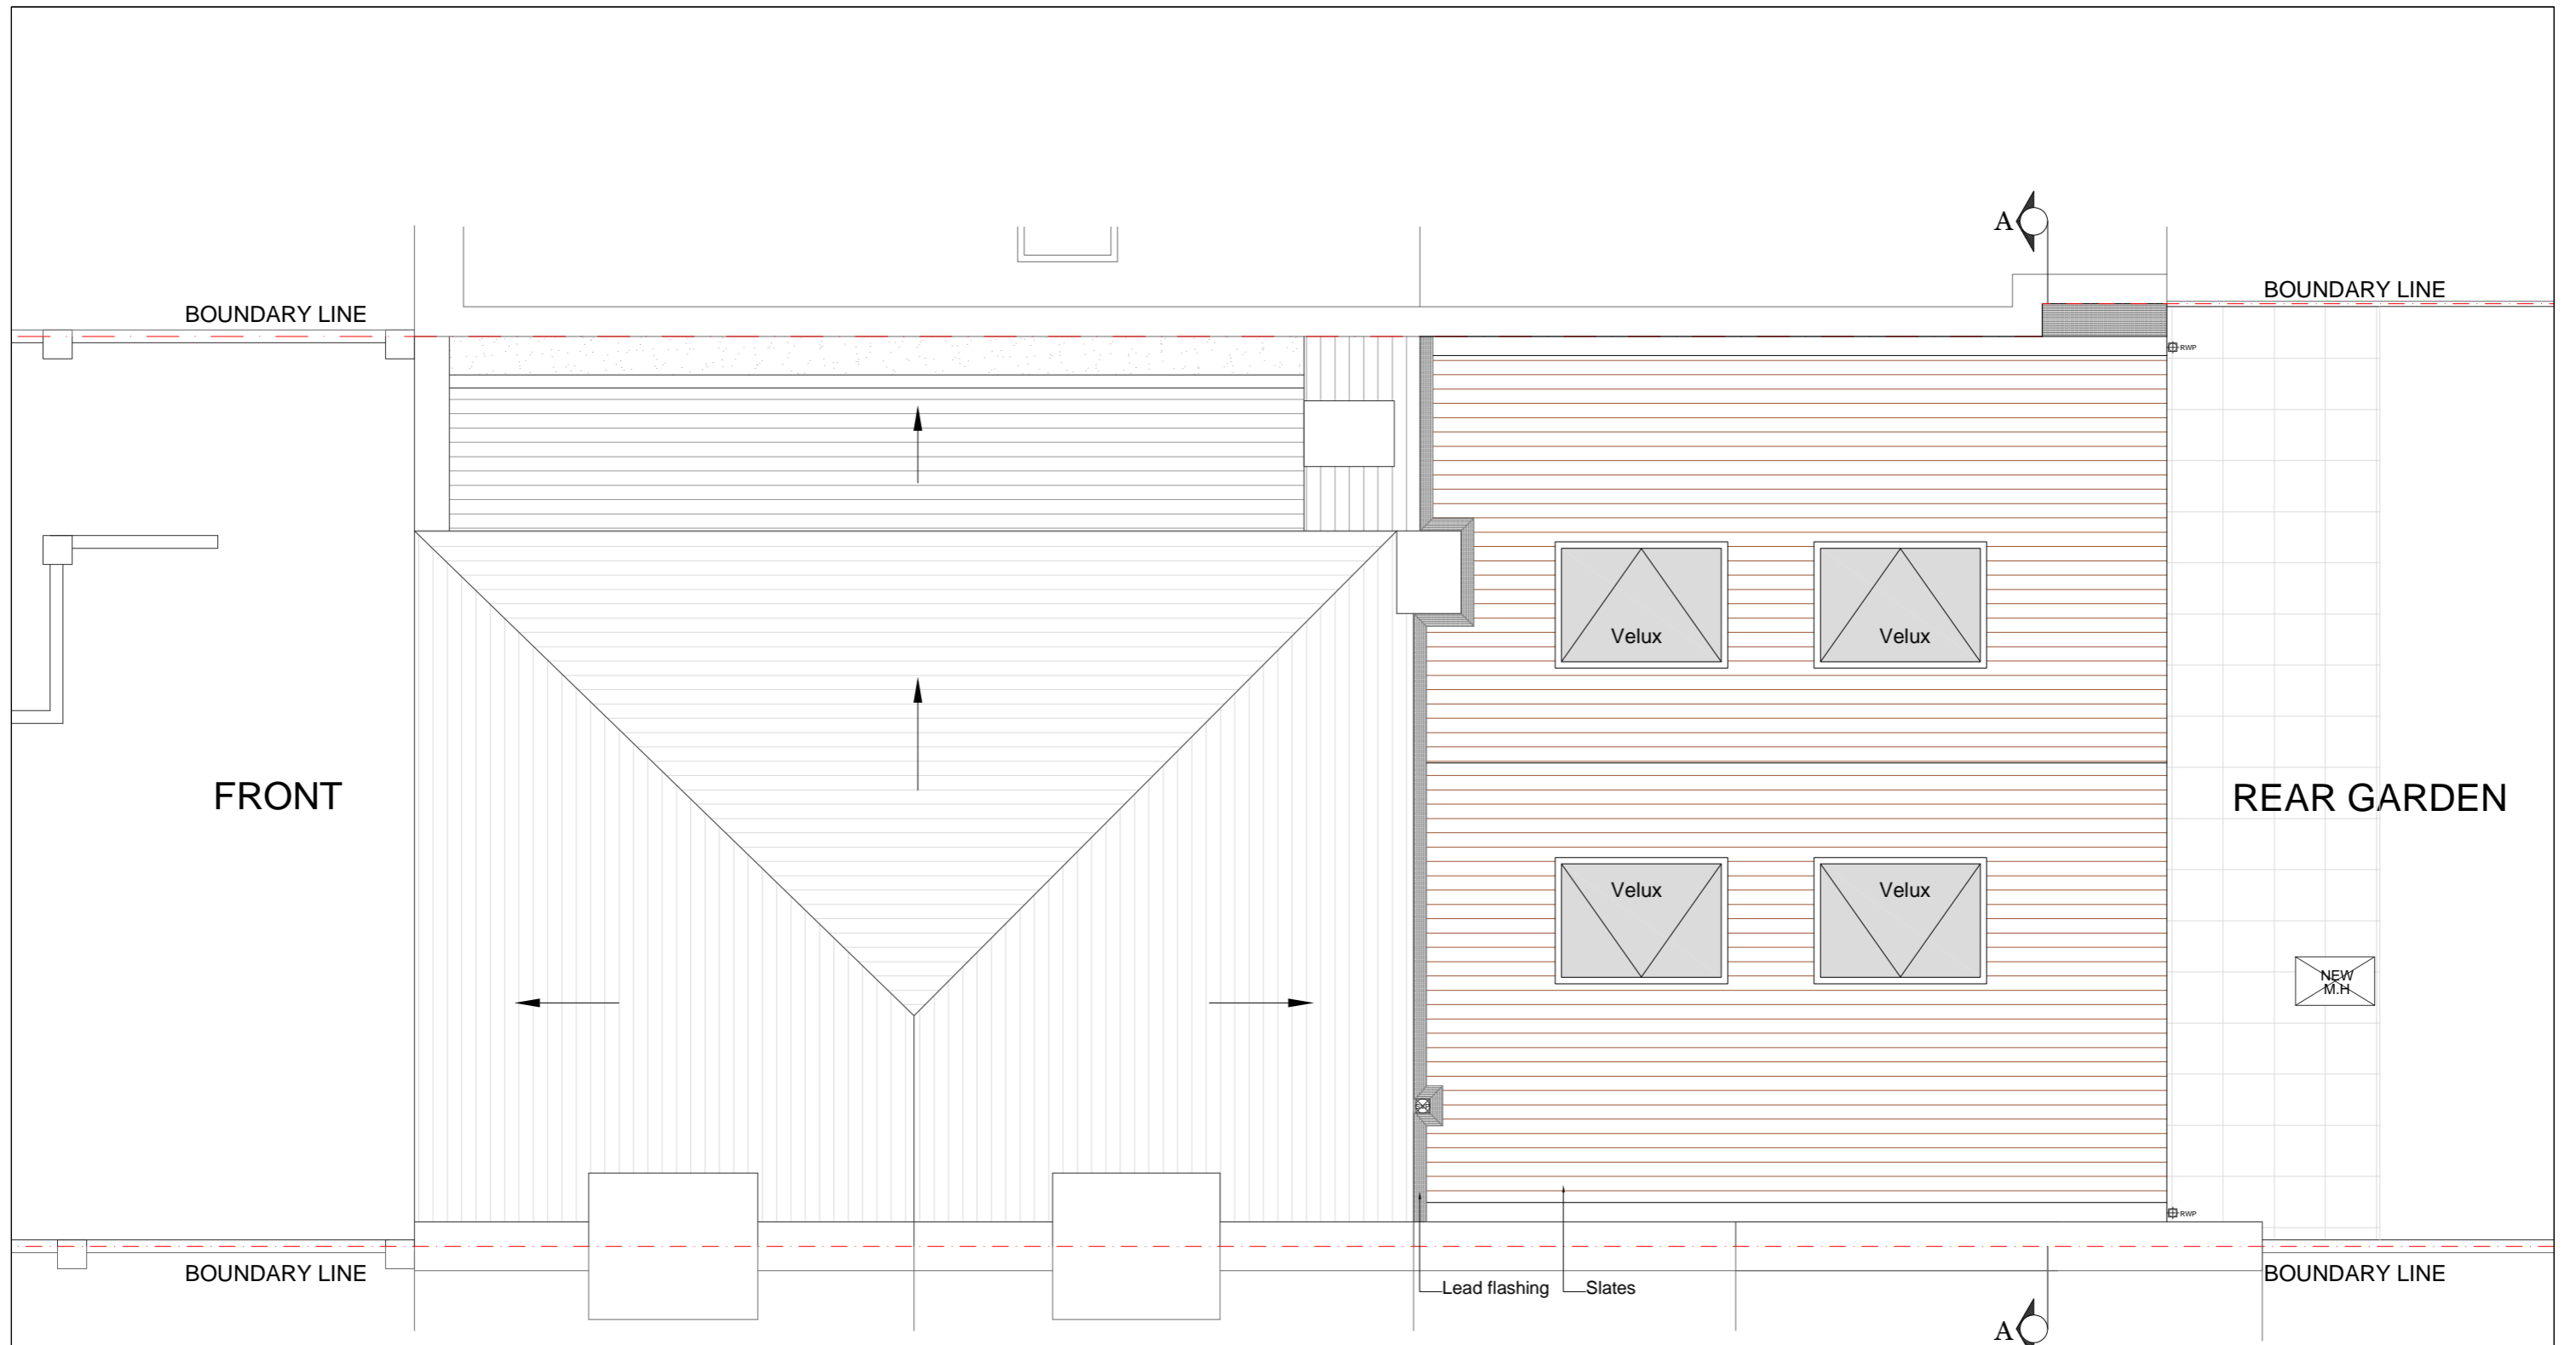 A
BOUNDARY LINE
BOUNDARY LINE
RWP
Velux
Velux
FRONT
REAR GARDEN
Velux
Velux
NEW
M.H
RWP
BOUNDARY LINE
BOUNDARY LINE
Lead flashing
Slates
A